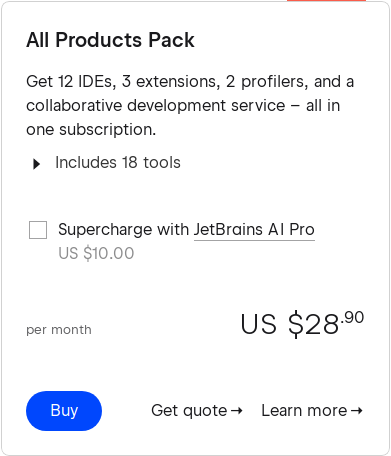 All Products Pack
Get 12 IDEs, 3 extensions, 2 profilers, and a
collaborative development service – all in
one subscription.
Includes 18 tools
Supercharge with JetBrains AI Pro
US $10.00
per month US $28.90
Buy Get quote→ Learn more→